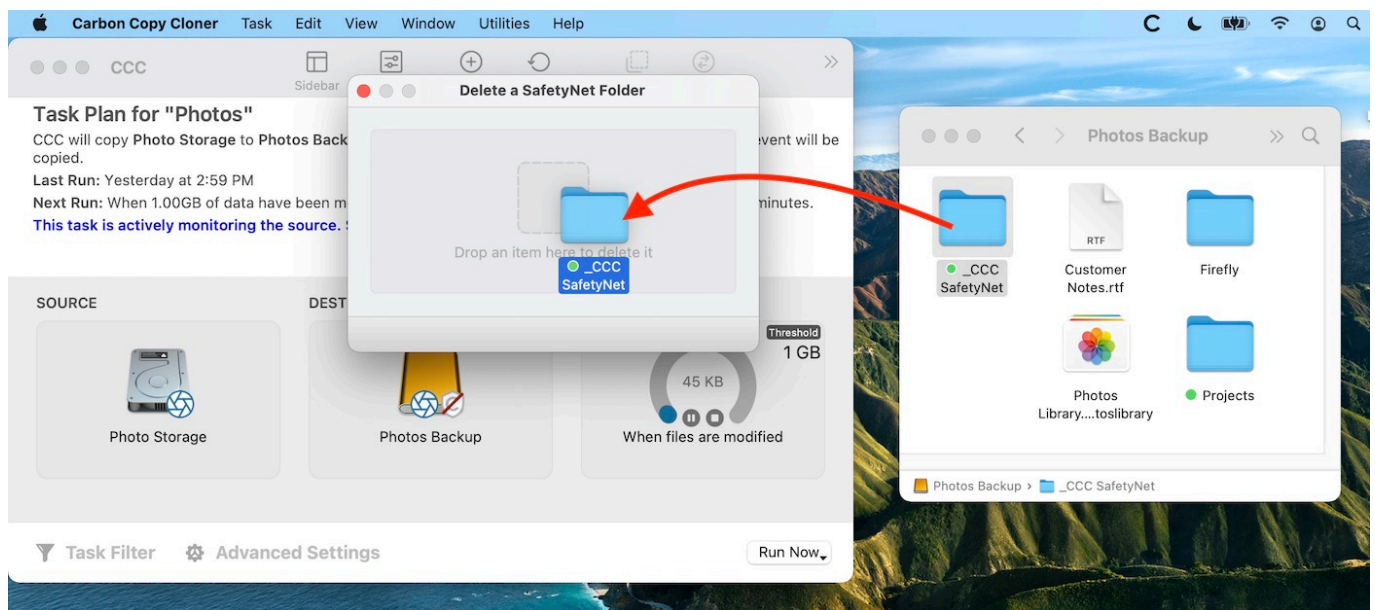 Carbon Copy Cloner Task Edit View Window Utilities Help
CCC
Sidebar
Task Plan for "Photos"
CCC will copy Photo Storage to Photos Back
event will be
copied.
Last Run: Yesterday at 2:59 PM
Next Run: When 1.00GB of data have been m
minutes.
This task is actively monitoring the source.
Delete a SafetyNet Folder
Drop an item here to delete it
_CCC
SafetyNet
SOURCE
DEST
Threshold
1 GB
45 KB
Photo Storage
Photos Backup
When files are modified
Task Filter
Advanced Settings
Run Now
Photos Backup
_CCC
SafetyNet
RTF
Customer
Notes.rtf
Firefly
Photos
Library....toslibrary
Projects
Photos Backup › _CCC SafetyNet